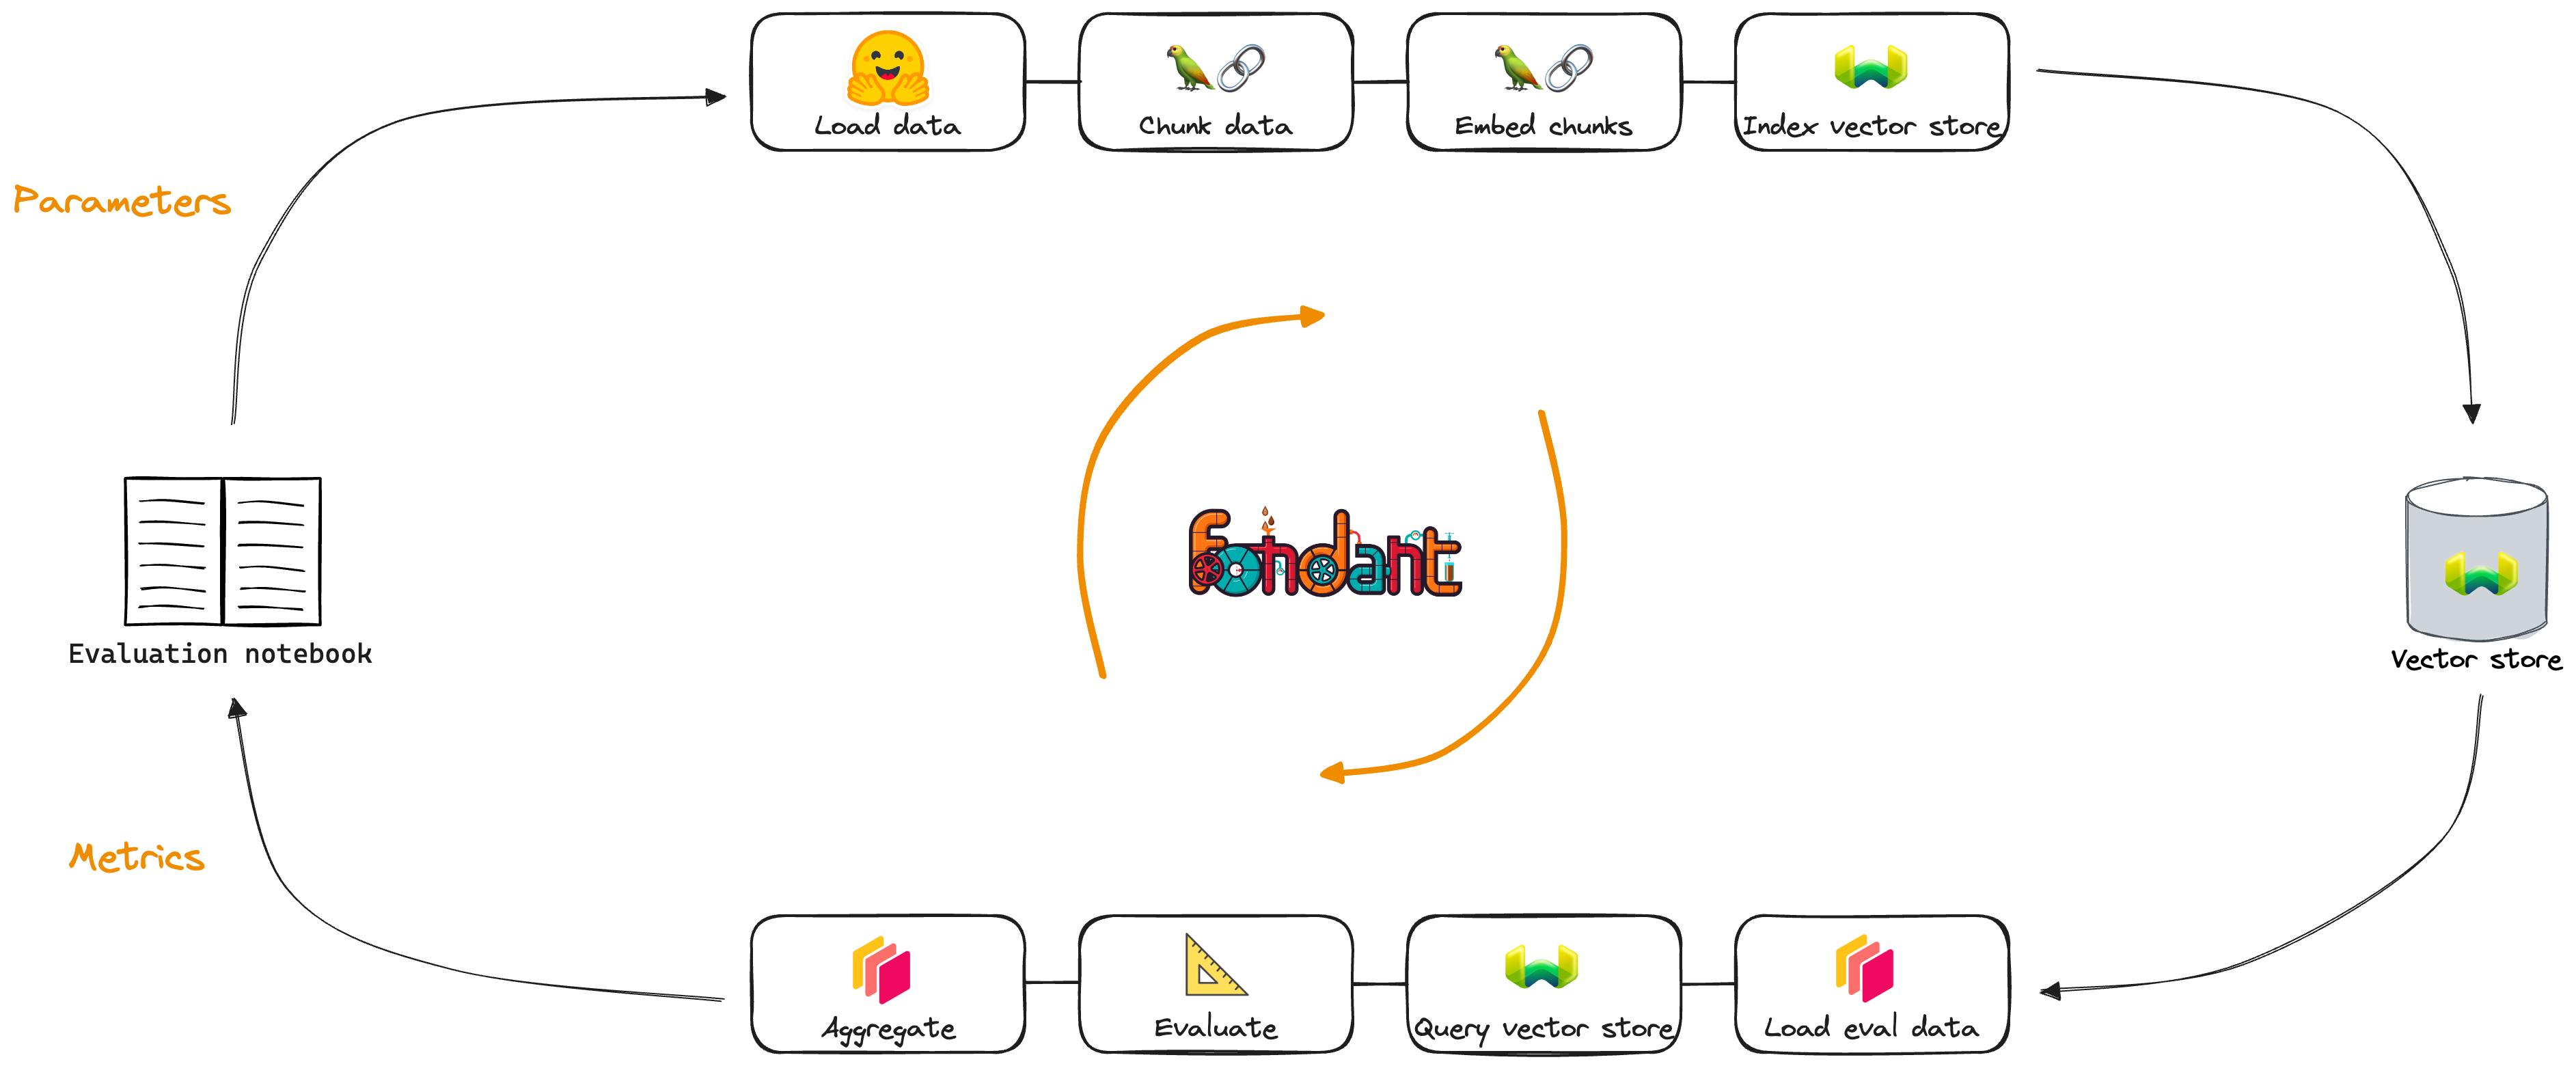 Load data
Chunk data
Embed chunks
Index vector store
Parameters
fondant
Evaluation notebook
Vector store
Metrics
Aggregate
Evaluate
Query vector store
Load eval data